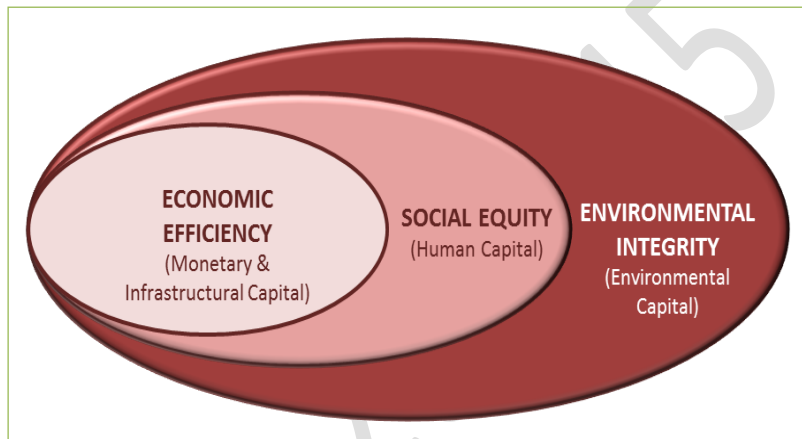 ECONOMIC
EFFICIENCY
(Monetary &
Infrastructural Capital)
SOCIAL EQUITY
(Human Capital)
ENVIRONMENTAL
INTEGRITY
(Environmental
Capital)